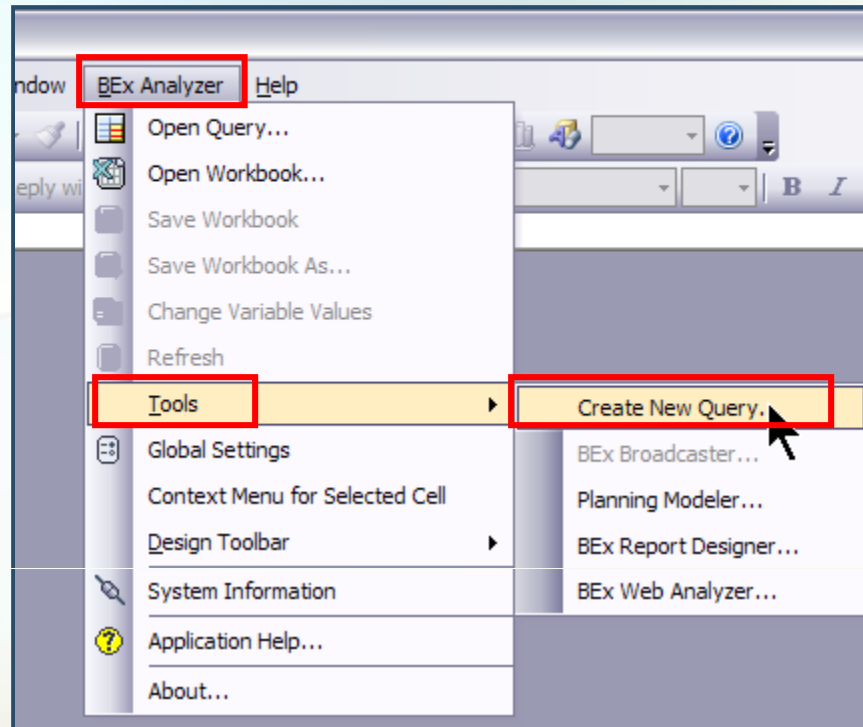 ndow BEx Analyzer Help
Open Query...
Open Workbook...
eply wi
B I
Save Workbook
Save Workbook As...
Change Variable Values
Refresh
Tools
Create New Query.
Global Settings
BEx Broadcaster...
Context Menu for Selected Cell
Planning Modeler...
Design Toolbar
BEx Report Designer...
System Information
BEx Web Analyzer...
Application Help...
About...